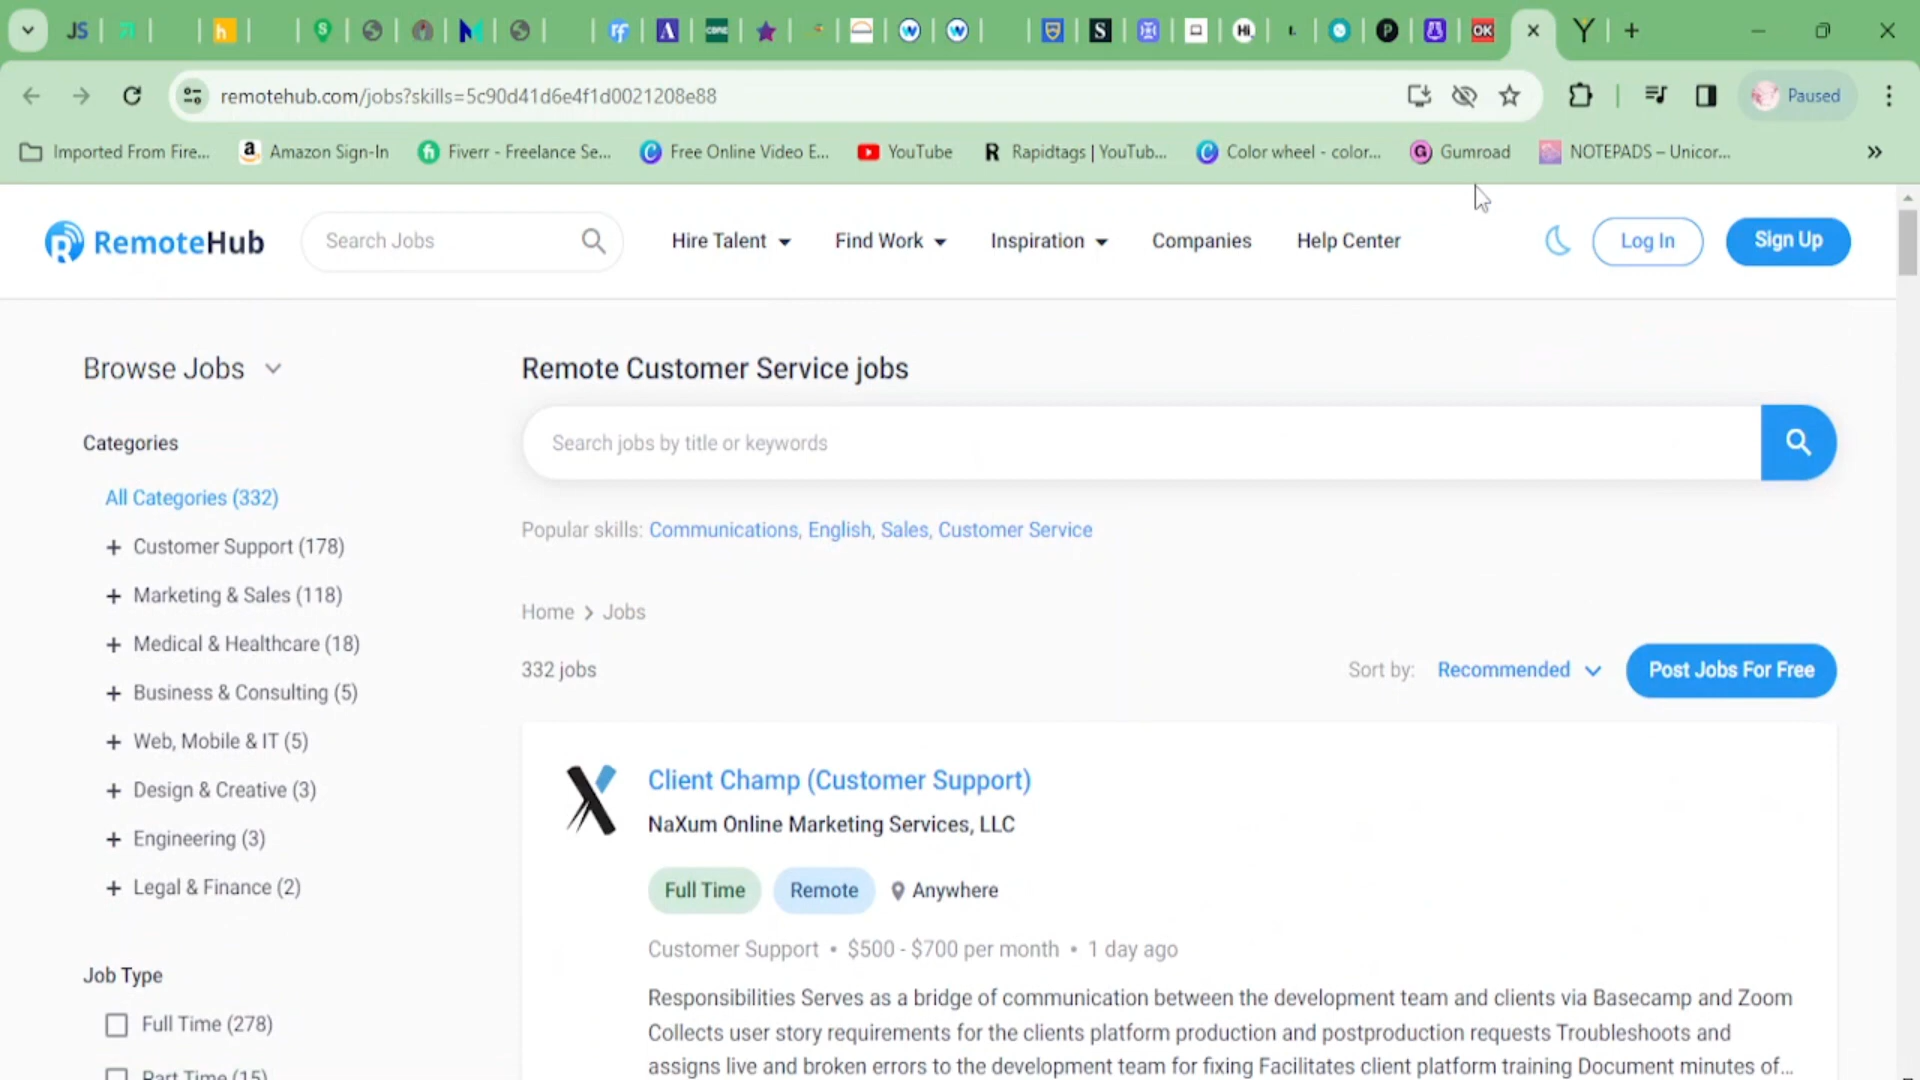 remotehub.com/jobs?skills=5c90d41d6e4f1d0021208e88
Paused
Imported From Fire... Amazon Sign-In Fiverr - Freelance Se... Free Online Video E... YouTube Rapidtags | YouTub... Color wheel - color... Gumroad NOTEPADS – Unicor...
RemoteHub Search Jobs Hire Talent Find Work Inspiration Companies Help Center Log In Sign Up
Browse Jobs
Categories
All Categories (332)
+ Customer Support (178)
+ Marketing & Sales (118)
+ Medical & Healthcare (18)
+ Business & Consulting (5)
+ Web, Mobile & IT (5)
+ Design & Creative (3)
+ Engineering (3)
+ Legal & Finance (2)
Job Type
Full Time (278)
Part Time (15)
Remote Customer Service jobs
Search jobs by title or keywords
Popular skills: Communications, English, Sales, Customer Service
Home > Jobs
332 jobs
Sort by: Recommended Post Jobs For Free
Client Champ (Customer Support)
NaXum Online Marketing Services, LLC
Full Time Remote Anywhere
Customer Support • $500 - $700 per month • 1 day ago
Responsibilities Serves as a bridge of communication between the development team and clients via Basecamp and Zoom
Collects user story requirements for the clients platform production and postproduction requests Troubleshoots and
assigns live and broken errors to the development team for fixing Facilitates client platform training Document minutes of...